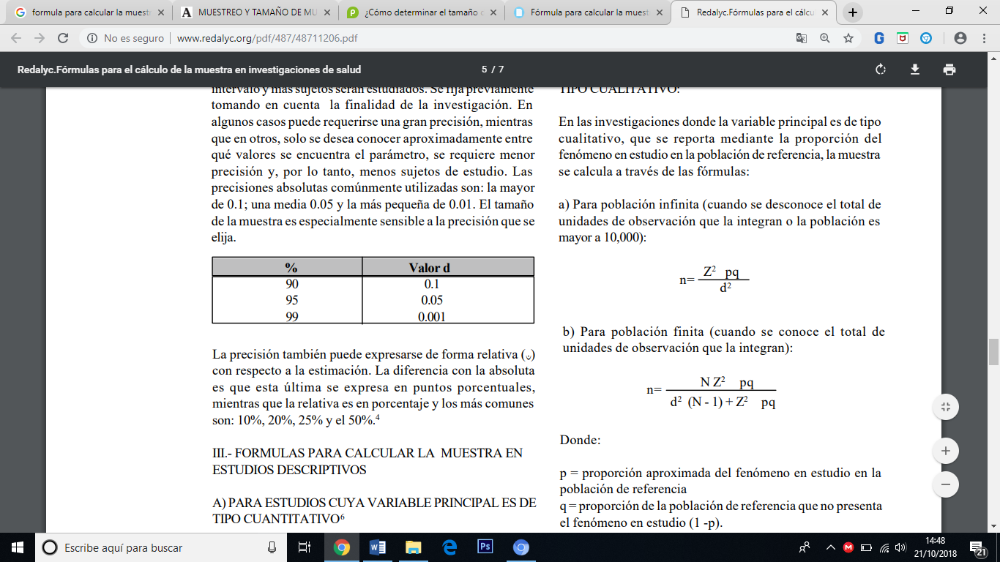 formula para calcular la muest
MUESTREO Y TAMAÑO DE MU
¿Cómo determinar el tamaño
Fórmula para calcular la muest
Redalyc.Fórmulas para el cálcu
No es seguro
www.redalyc.org/pdf/487/48711206.pdf
Redalyc.Fórmulas para el cálculo de la muestra en investigaciones de salud
5 / 7
intervalo y más sujetos serán estudiados. Se fija previamente
tomando en cuenta la finalidad de la investigación. En
algunos casos puede requerirse una gran precisión, mientras
que en otros, solo se desea conocer aproximadamente entre
qué valores se encuentra el parámetro, se requiere menor
precisión y, por lo tanto, menos sujetos de estudio. Las
precisiones absolutas comúnmente utilizadas son: la mayor
de 0.1; una media 0.05 y la más pequeña de 0.01. El tamaño
de la muestra es especialmente sensible a la precisión que se
elija.
% Valor d
90 0.1
95 0.05
99 0.001
La precisión también puede expresarse de forma relativa ( )
con respecto a la estimación. La diferencia con la absoluta
es que esta última se expresa en puntos porcentuales,
mientras que la relativa es en porcentaje y los más comunes
son: 10%, 20%, 25% y el 50%.⁴
III.- FORMULAS PARA CALCULAR LA MUESTRA EN
ESTUDIOS DESCRIPTIVOS
A) PARA ESTUDIOS CUYA VARIABLE PRINCIPAL ES DE
TIPO CUANTITATIVO⁶
TIPO CUALITATIVO:
En las investigaciones donde la variable principal es de tipo
cualitativo, que se reporta mediante la proporción del
fenómeno en estudio en la población de referencia, la muestra
se calcula a través de las fórmulas:
a) Para población infinita (cuando se desconoce el total de
unidades de observación que la integran o la población es
mayor a 10,000):
Z² pq
n=
d²
b) Para población finita (cuando se conoce el total de
unidades de observación que la integran):
N Z² pq
n=
d² (N - 1) + Z² pq
Donde:
p = proporción aproximada del fenómeno en estudio en la
población de referencia
q = proporción de la población de referencia que no presenta
el fenómeno en estudio (1 -p).
Escribe aquí para buscar
Ps
14:48
21/10/2018
21